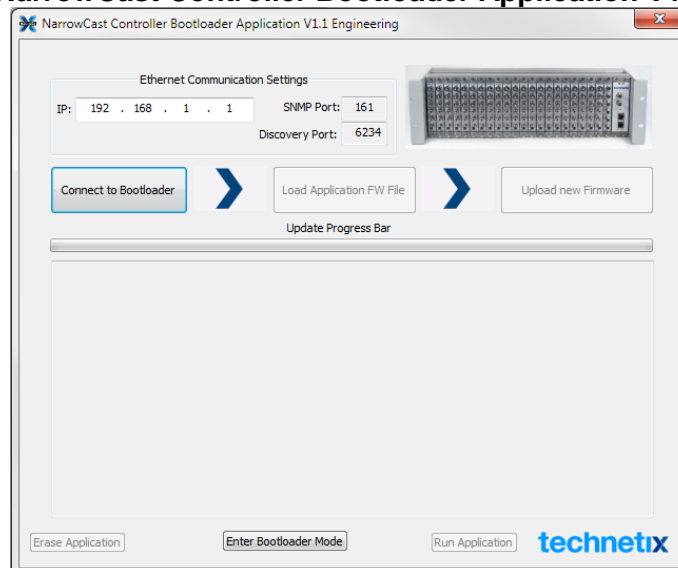 NarrowCast Controller Bootloader Application V1.1 Engineering
Ethernet Communication Settings
IP: 192 . 168 . 1 . 1 SNMP Port: 161
Discovery Port: 6234
Connect to Bootloader Load Application FW File Upload new Firmware
Update Progress Bar
Erase Application Enter Bootloader Mode Run Application technetix